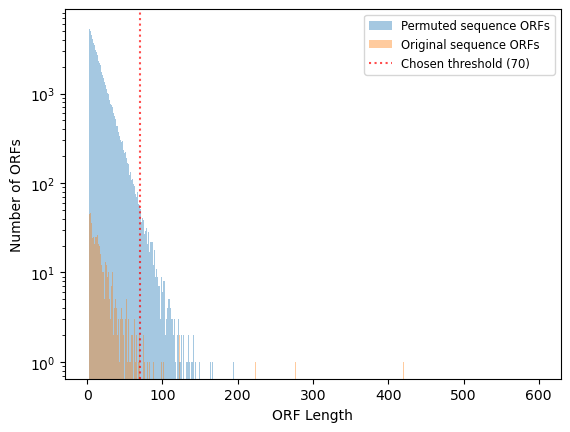 Permuted sequence ORFs
Original sequence ORFs
Chosen threshold (70)
Number of ORFs
10³
10²
10¹
10⁰
0 100 200 300 400 500 600
ORF Length